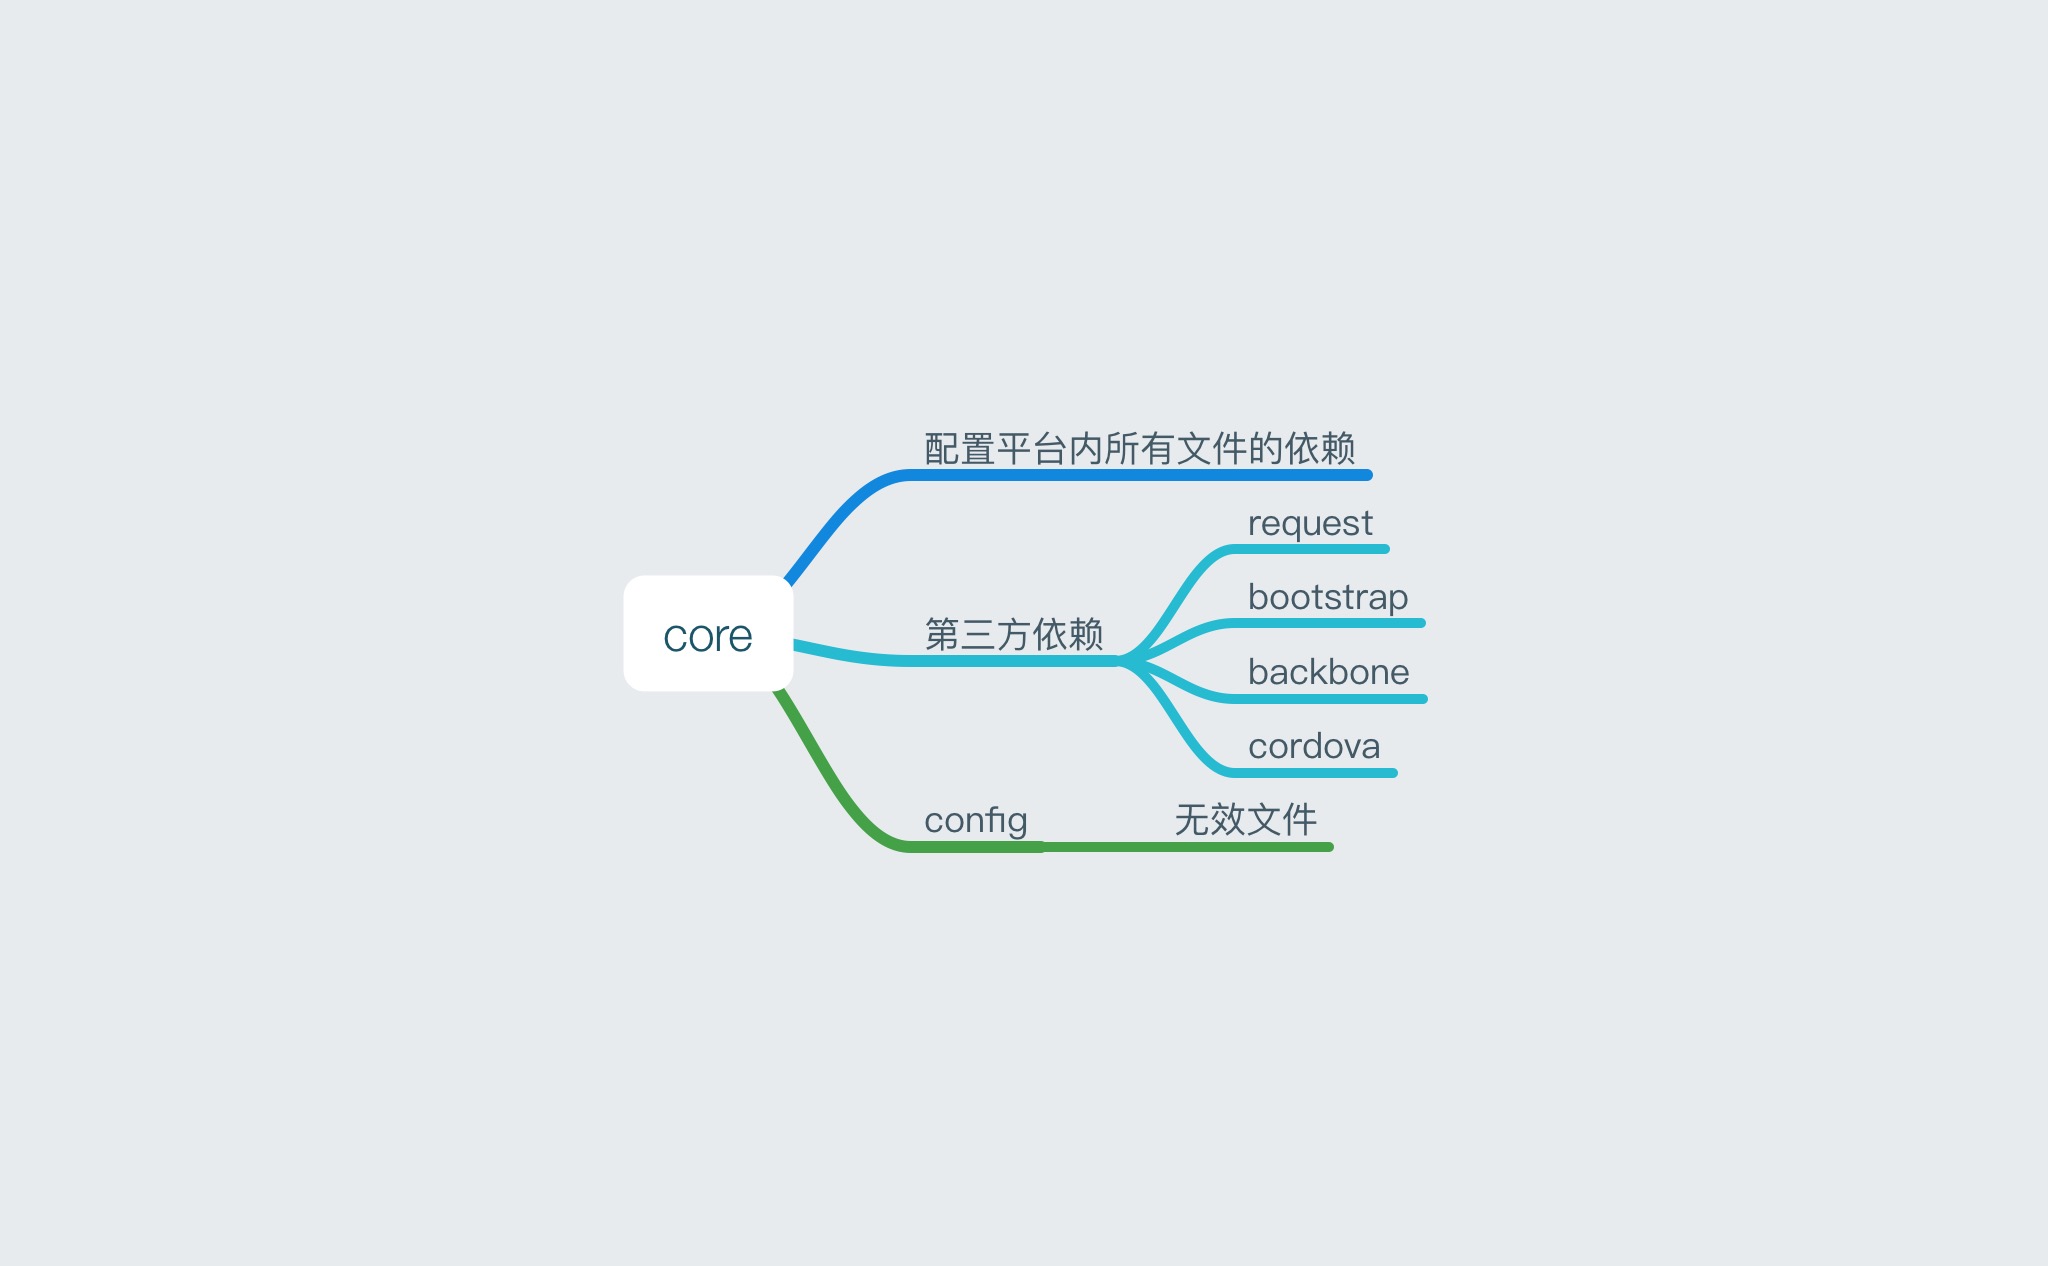 配置平台内所有文件的依赖
request
bootstrap
core
第三方依赖
backbone
cordova
config
无效文件